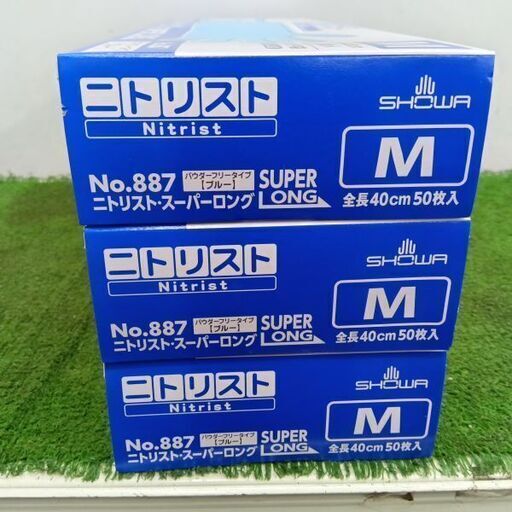 ニトリスト
Nitrist
SHOWA
M
No.887 パウダーフリータイプ
【ブルー】
SUPER
LONG
ニトリスト・スーパーロング
全長40cm 50枚入
ニトリスト
Nitrist
SHOWA
M
No.887 パウダーフリータイプ
【ブルー】
SUPER
LONG
ニトリスト・スーパーロング
全長40cm 50枚入
ニトリスト
Nitrist
SHOWA
M
No.887 パウダーフリータイプ
【ブルー】
SUPER
LONG
ニトリスト・スーパーロング
全長40cm 50枚入